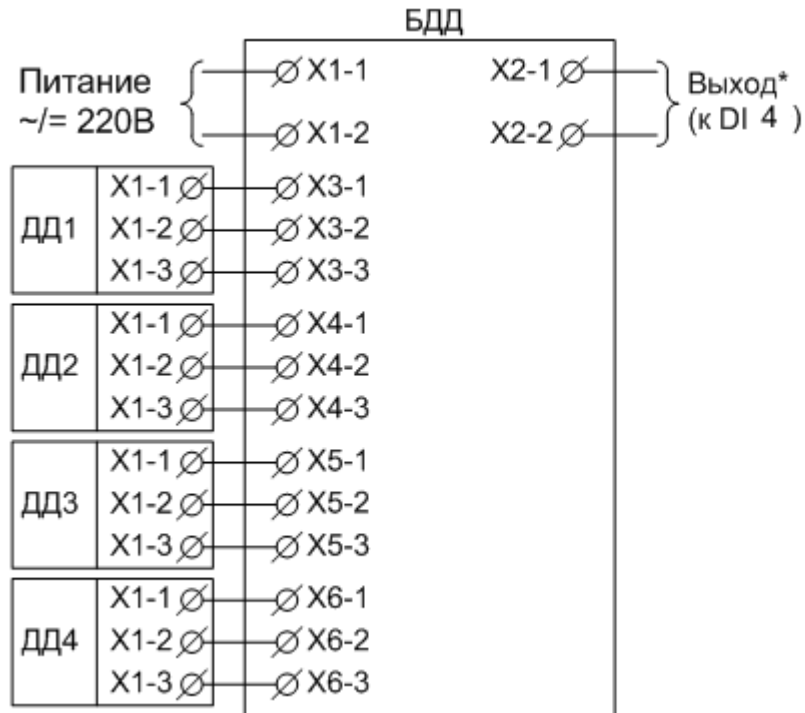 БДД
Питание
~/= 220В
X1-1
X1-2
X2-1
X2-2
Выход*
(к DI 4 )
ДД1
X1-1 X3-1
X1-2 X3-2
X1-3 X3-3
ДД2
X1-1 X4-1
X1-2 X4-2
X1-3 X4-3
ДД3
X1-1 X5-1
X1-2 X5-2
X1-3 X5-3
ДД4
X1-1 X6-1
X1-2 X6-2
X1-3 X6-3